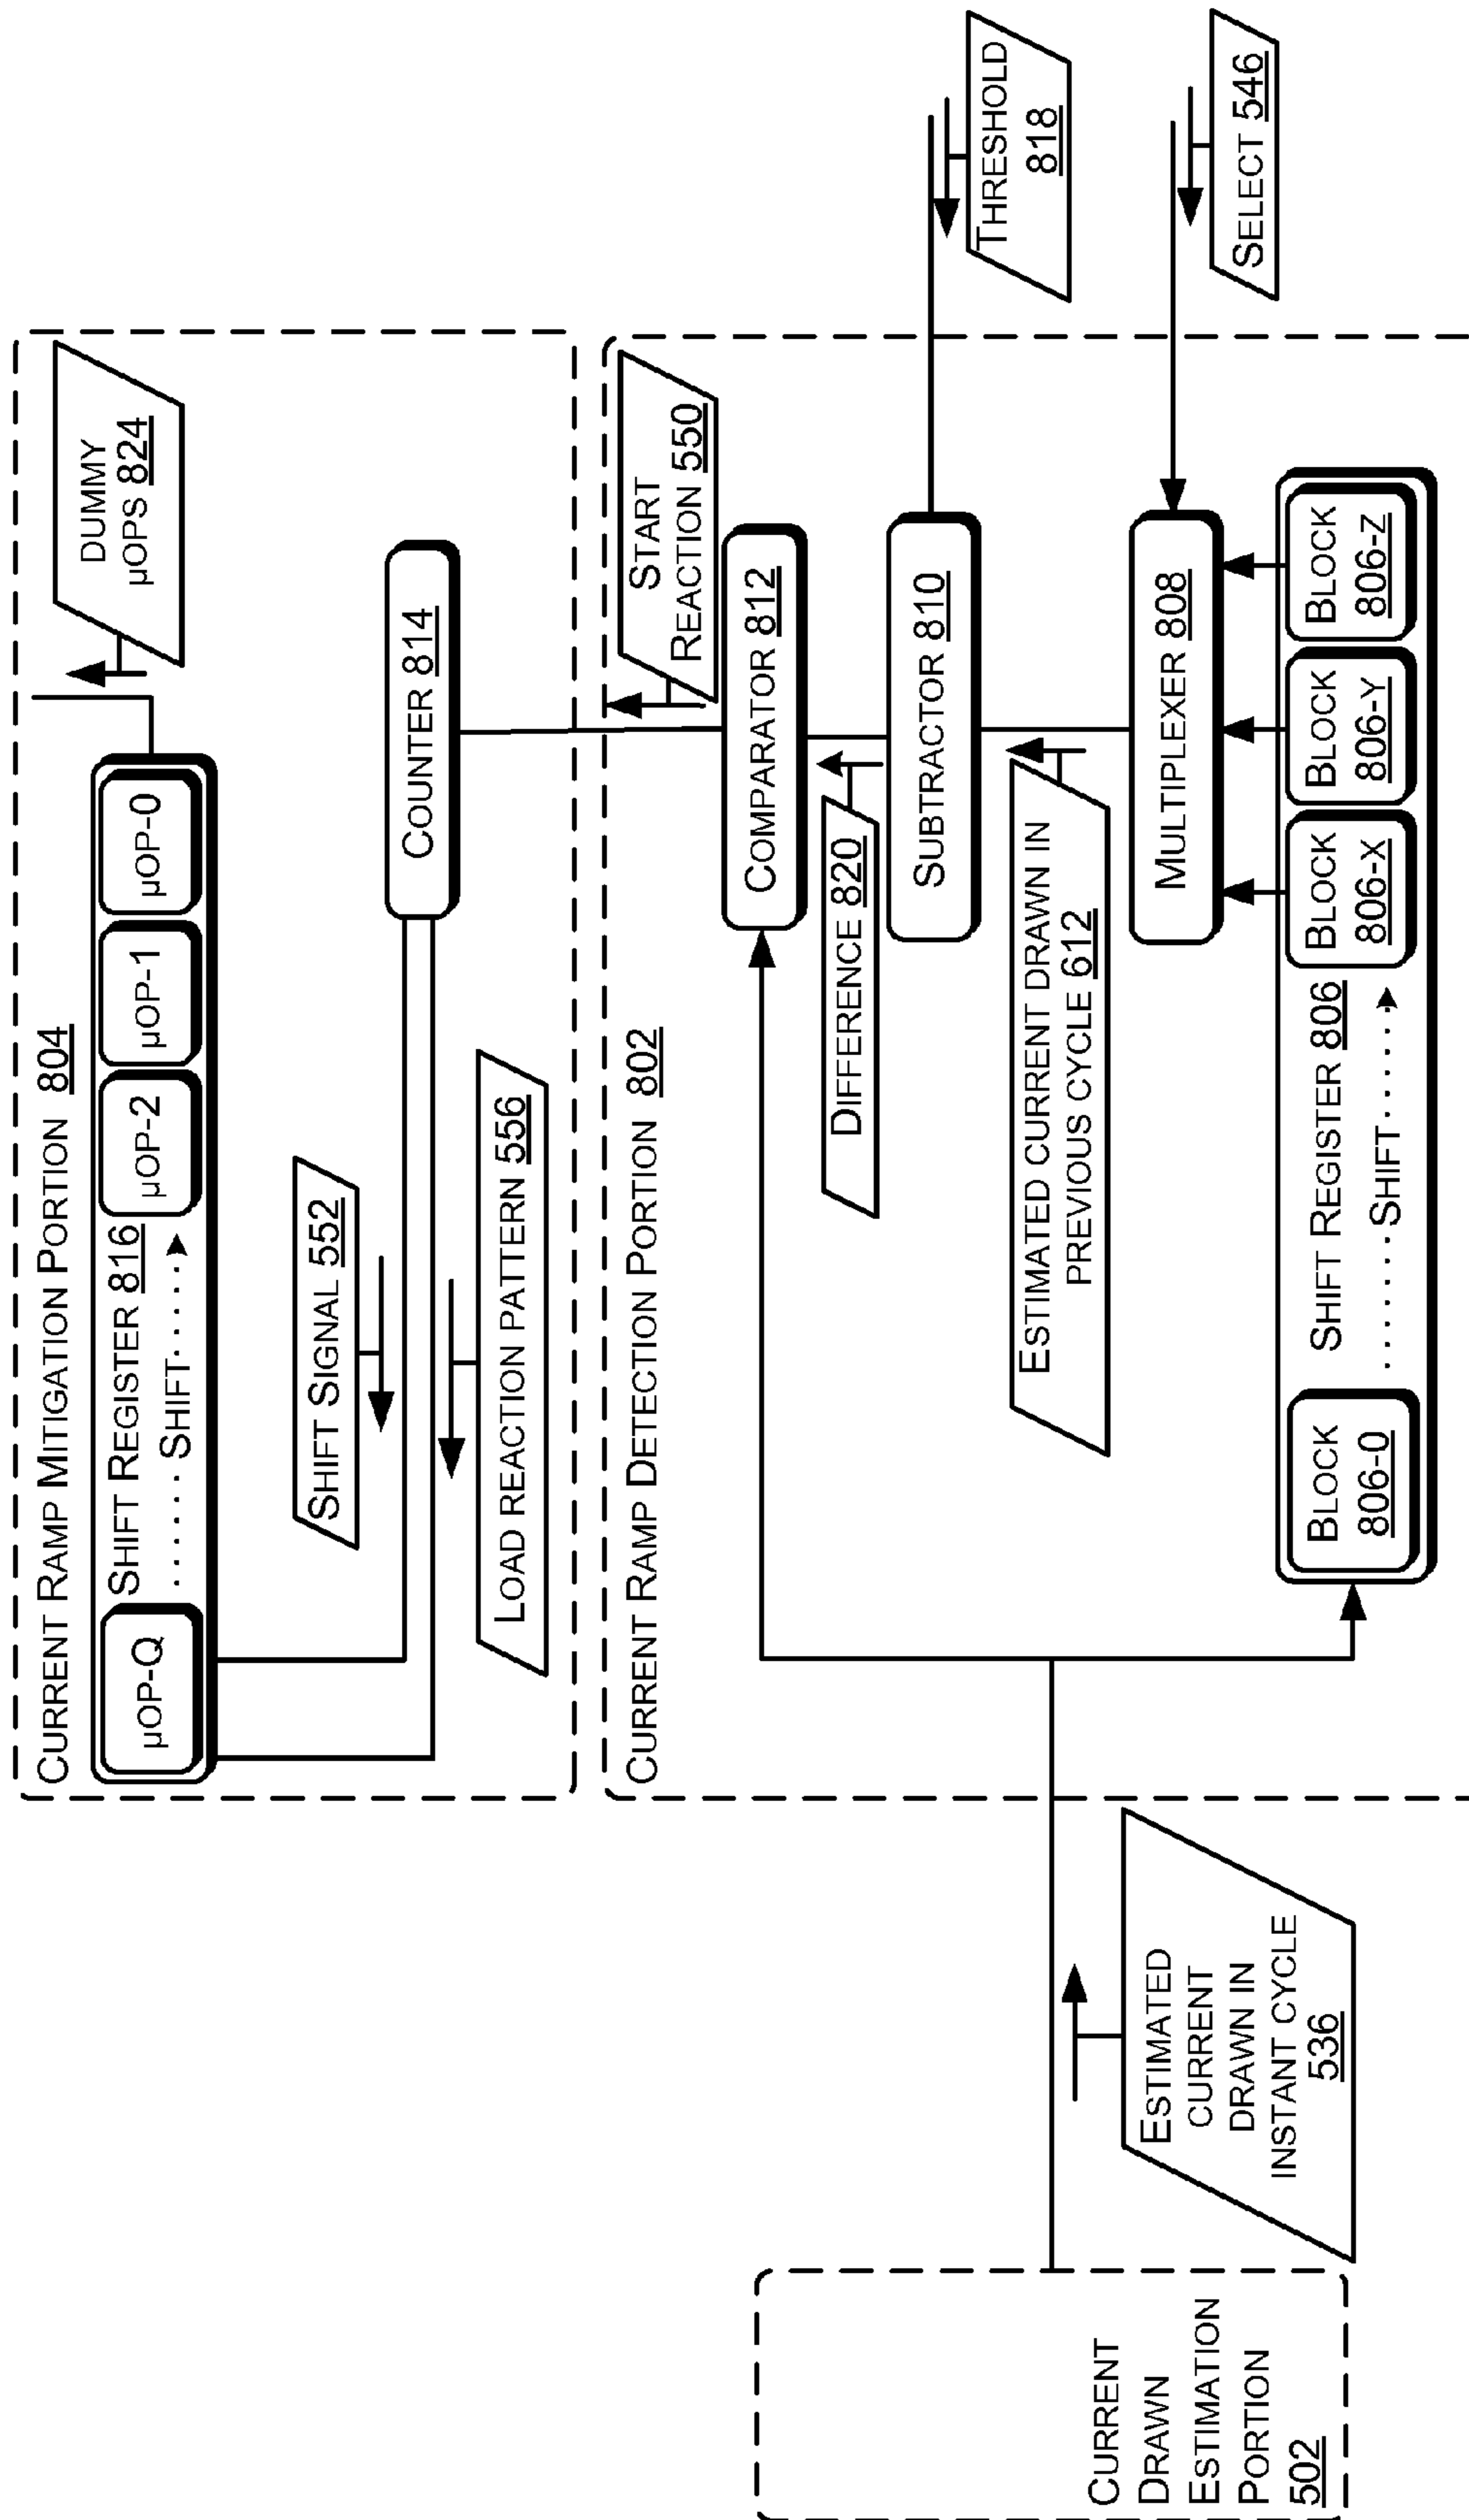 CURRENT RAMP MITIGATION PORTION 804
µOP-Q
SHIFT REGISTER 816
SHIFT
µOP-2
µOP-1
µOP-0
DUMMY
µOPS 824
SHIFT SIGNAL 552
LOAD REACTION PATTERN 556
COUNTER 814
CURRENT RAMP DETECTION PORTION 802
START
REACTION 550
COMPARATOR 812
DIFFERENCE 820
SUBTRACTOR 810
THRESHOLD
818
ESTIMATED CURRENT DRAWN IN
PREVIOUS CYCLE 612
MULTIPLEXER 808
SELECT 546
BLOCK
806-0
SHIFT REGISTER 806
SHIFT
BLOCK
806-X
BLOCK
806-Y
BLOCK
806-Z
CURRENT
DRAWN
ESTIMATION
PORTION
502
ESTIMATED
CURRENT
DRAWN IN
INSTANT CYCLE
536